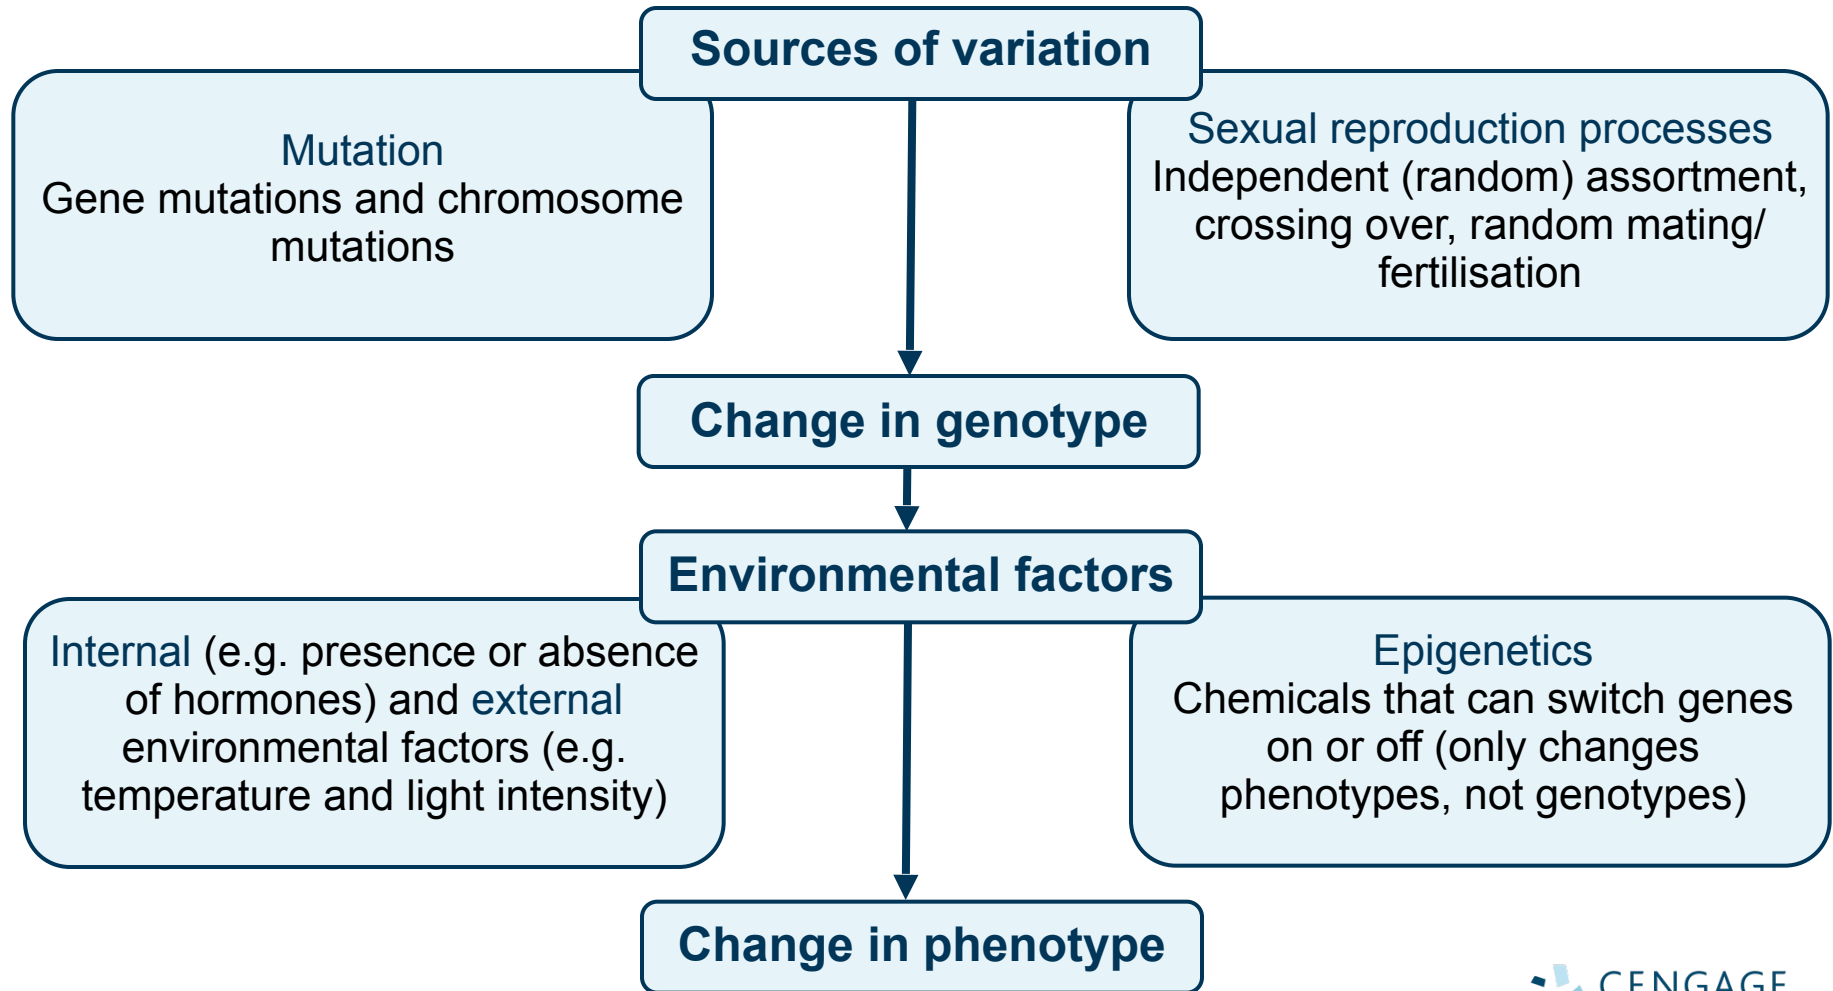 Sources of variation
Mutation
Gene mutations and chromosome
mutations
Sexual reproduction processes
Independent (random) assortment,
crossing over, random mating/
fertilisation
Change in genotype
Environmental factors
Internal (e.g. presence or absence
of hormones) and external
environmental factors (e.g.
temperature and light intensity)
Epigenetics
Chemicals that can switch genes
on or off (only changes
phenotypes, not genotypes)
Change in phenotype
CENGAGE